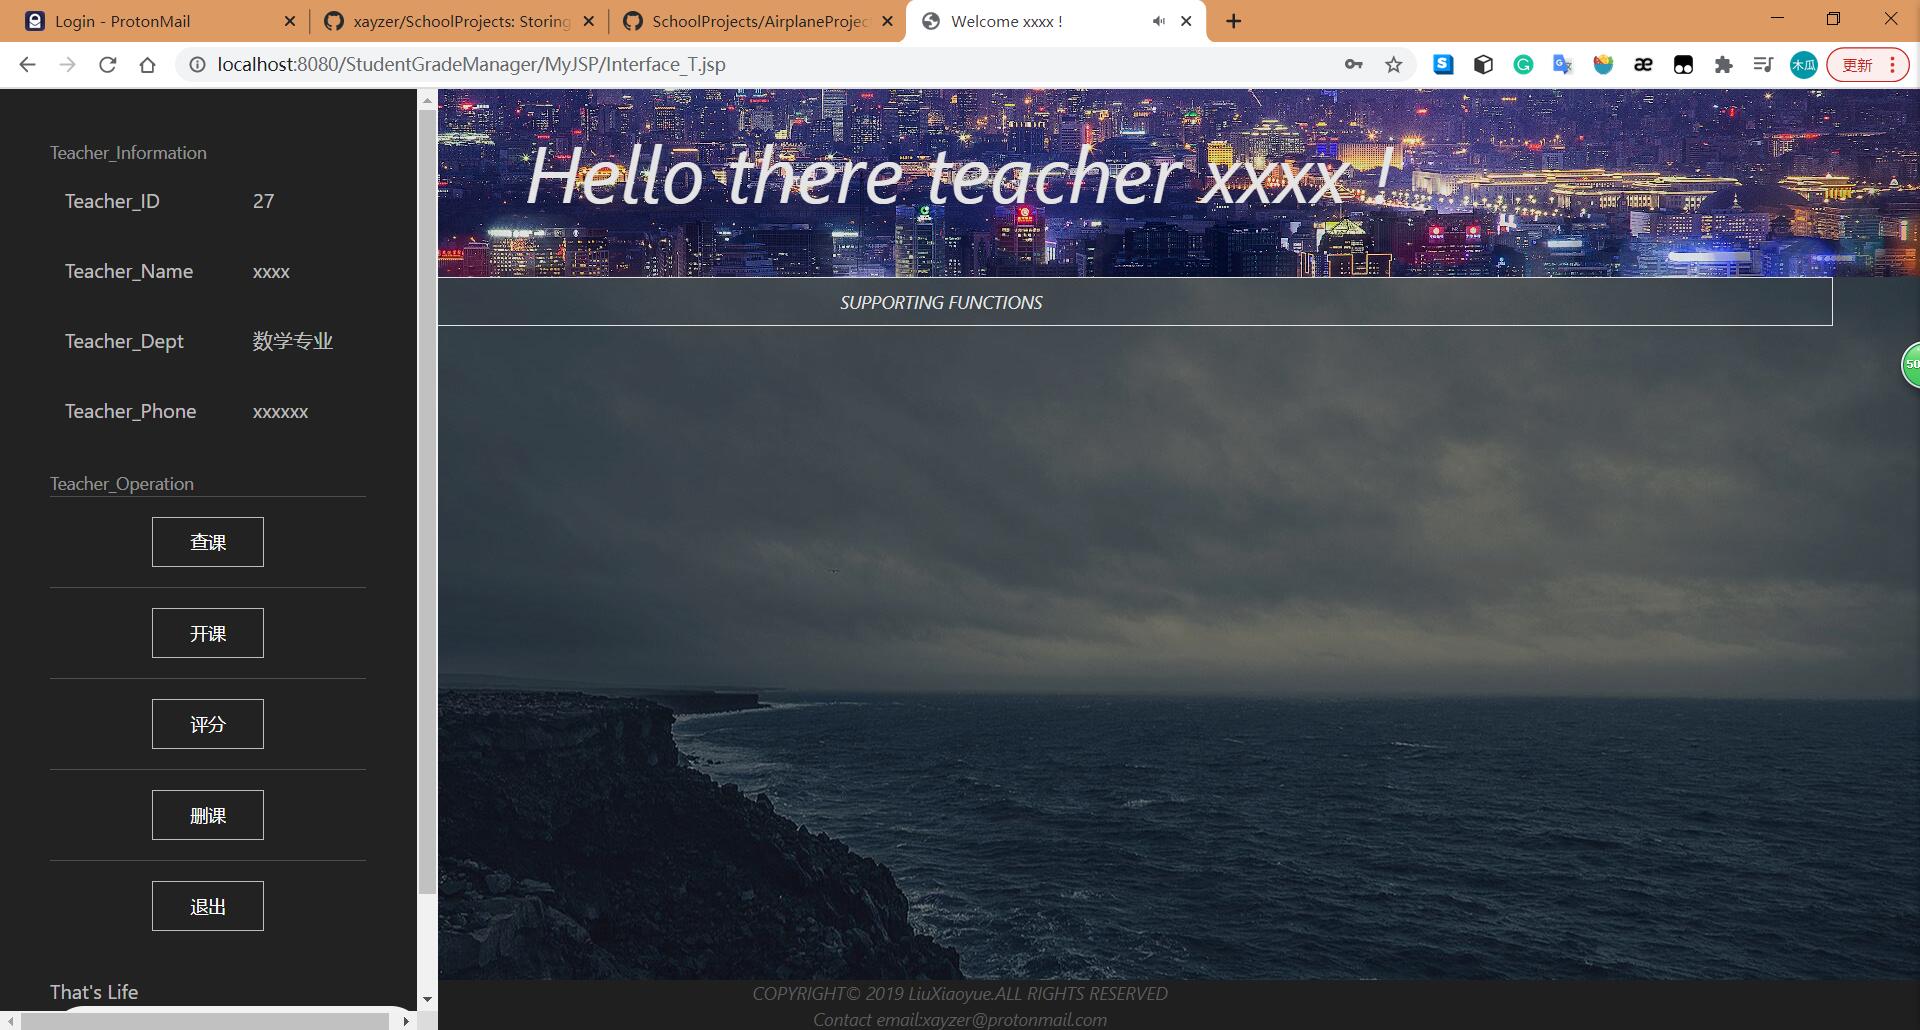 Login - ProtonMail
xayzer/SchoolProjects: Storing
SchoolProjects/AirplaneProjec
Welcome xxxx !
localhost:8080/StudentGradeManager/MyJSP/Interface_T.jsp
木瓜
更新
Teacher_Information
Teacher_ID 27
Teacher_Name xxxx
Teacher_Dept 数学专业
Teacher_Phone xxxxxx
Teacher_Operation
查课
开课
评分
删课
退出
That's Life
Hello there teacher xxxx !
SUPPORTING FUNCTIONS
50
COPYRIGHT© 2019 LiuXiaoyue.ALL RIGHTS RESERVED
Contact email:xayzer@protonmail.com